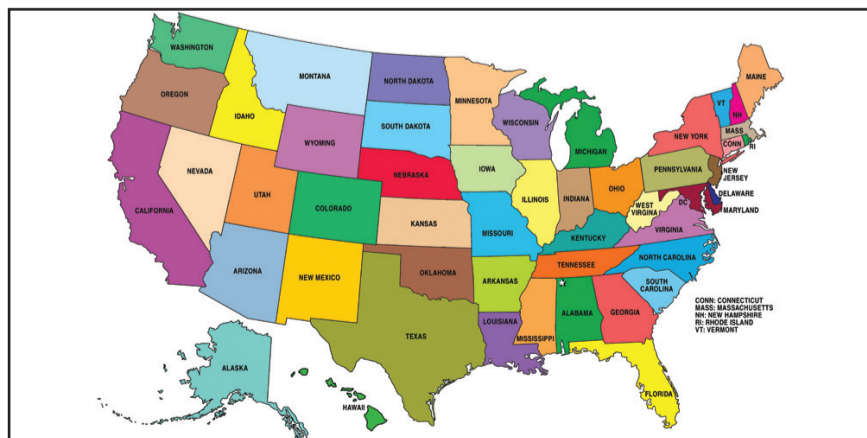 WASHINGTON
OREGON
CALIFORNIA
NEVADA
IDAHO
MONTANA
WYOMING
UTAH
ARIZONA
COLORADO
NEW MEXICO
NORTH DAKOTA
SOUTH DAKOTA
NEBRASKA
KANSAS
OKLAHOMA
TEXAS
MINNESOTA
IOWA
MISSOURI
ARKANSAS
LOUISIANA
WISCONSIN
ILLINOIS
MICHIGAN
INDIANA
OHIO
KENTUCKY
TENNESSEE
MISSISSIPPI
ALABAMA
GEORGIA
FLORIDA
SOUTH
CAROLINA
NORTH CAROLINA
VIRGINIA
WEST
VIRGINIA
DC
MARYLAND
DELAWARE
NEW
JERSEY
PENNSYLVANIA
NEW YORK
CONN
RI
MASS
VT
NH
MAINE
ALASKA
HAWAII
CONN: CONNECTICUT
MASS: MASSACHUSETTS
NH: NEW HAMPSHIRE
RI: RHODE ISLAND
VT: VERMONT